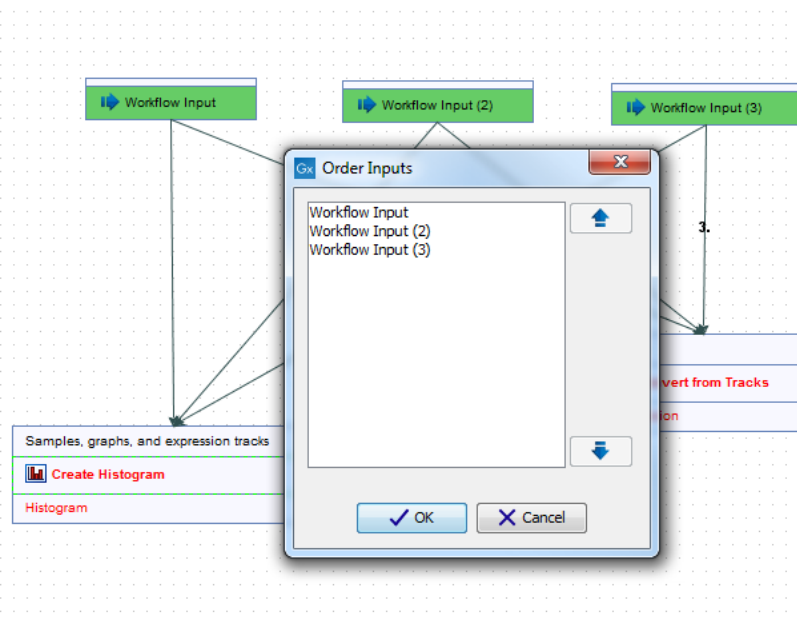 Workflow Input
Workflow Input (2)
Workflow Input (3)
Gx Order Inputs
Workflow Input
Workflow Input (2)
Workflow Input (3)
3.
vert from Tracks
ion
Samples, graphs, and expression tracks
Create Histogram
Histogram
OK
Cancel